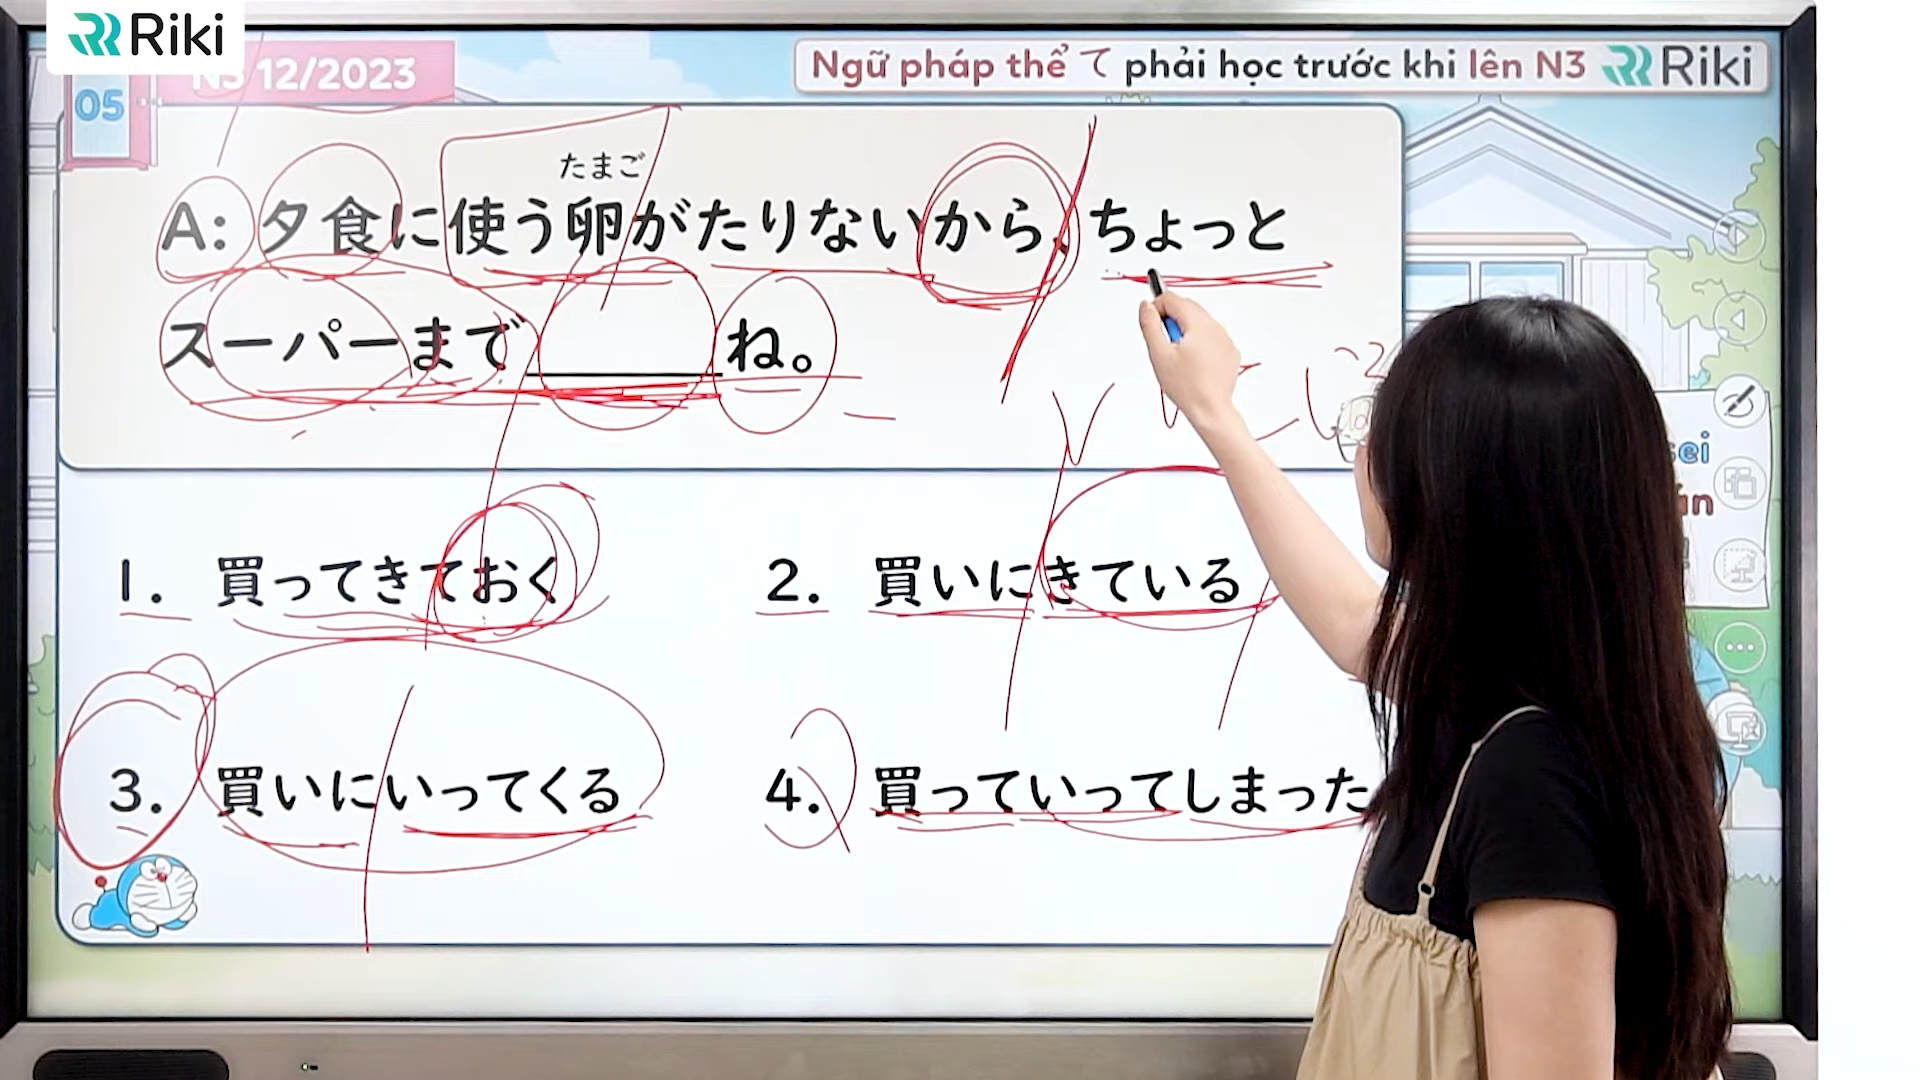 Riki
N3 12/2023
Ngữ pháp thể て phải học trước khi lên N3 Riki
05
たまご
A: 夕食に使う卵がたりないから、ちょっと
スーパーまで______ね。
1. 買ってきておく
2. 買いにきている
3. 買いにいってくる
4. 買っていってしまった
sei